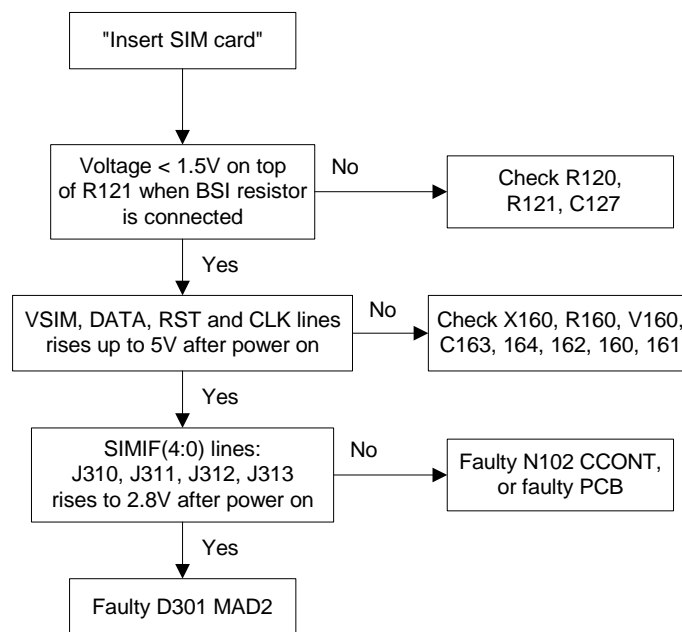 "Insert SIM card"
Voltage < 1.5V on top
of R121 when BSI resistor
is connected
No
Check R120,
R121, C127
Yes
VSIM, DATA, RST and CLK lines
rises up to 5V after power on
No
Check X160, R160, V160,
C163, 164, 162, 160, 161
Yes
SIMIF(4:0) lines:
J310, J311, J312, J313
rises to 2.8V after power on
No
Faulty N102 CCONT,
or faulty PCB
Yes
Faulty D301 MAD2